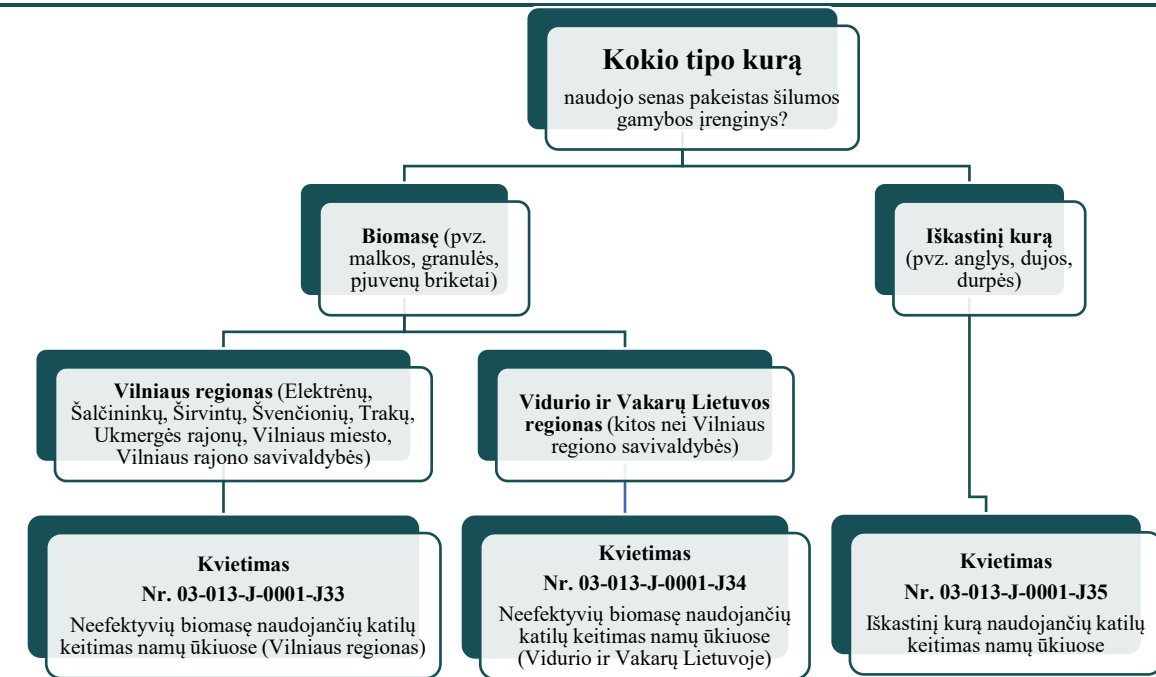 Kokio tipo kurą
naudojo senas pakeistas šilumos
gamybos įrenginys?
Biomasę (pvz.
malkos, granulės,
pjuvenų briketai)
Iškastinį kurą
(pvz. anglys, dujos,
durpės)
Vilniaus regionas (Elektrėnų,
Šalčininkų, Širvintų, Švenčionių, Trakų,
Ukmergės rajonų, Vilniaus miesto,
Vilniaus rajono savivaldybės)
Vidurio ir Vakarų Lietuvos
regionas (kitos nei Vilniaus
regiono savivaldybės)
Kvietimas
Nr. 03-013-J-0001-J33
Neefektyvių biomasę naudojančių katilų
keitimas namų ūkiuose (Vilniaus regionas)
Kvietimas
Nr. 03-013-J-0001-J34
Neefektyvių biomasę naudojančių
katilų keitimas namų ūkiuose
(Vidurio ir Vakarų Lietuvoje)
Kvietimas
Nr. 03-013-J-0001-J35
Iškastinį kurą naudojančių katilų
keitimas namų ūkiuose